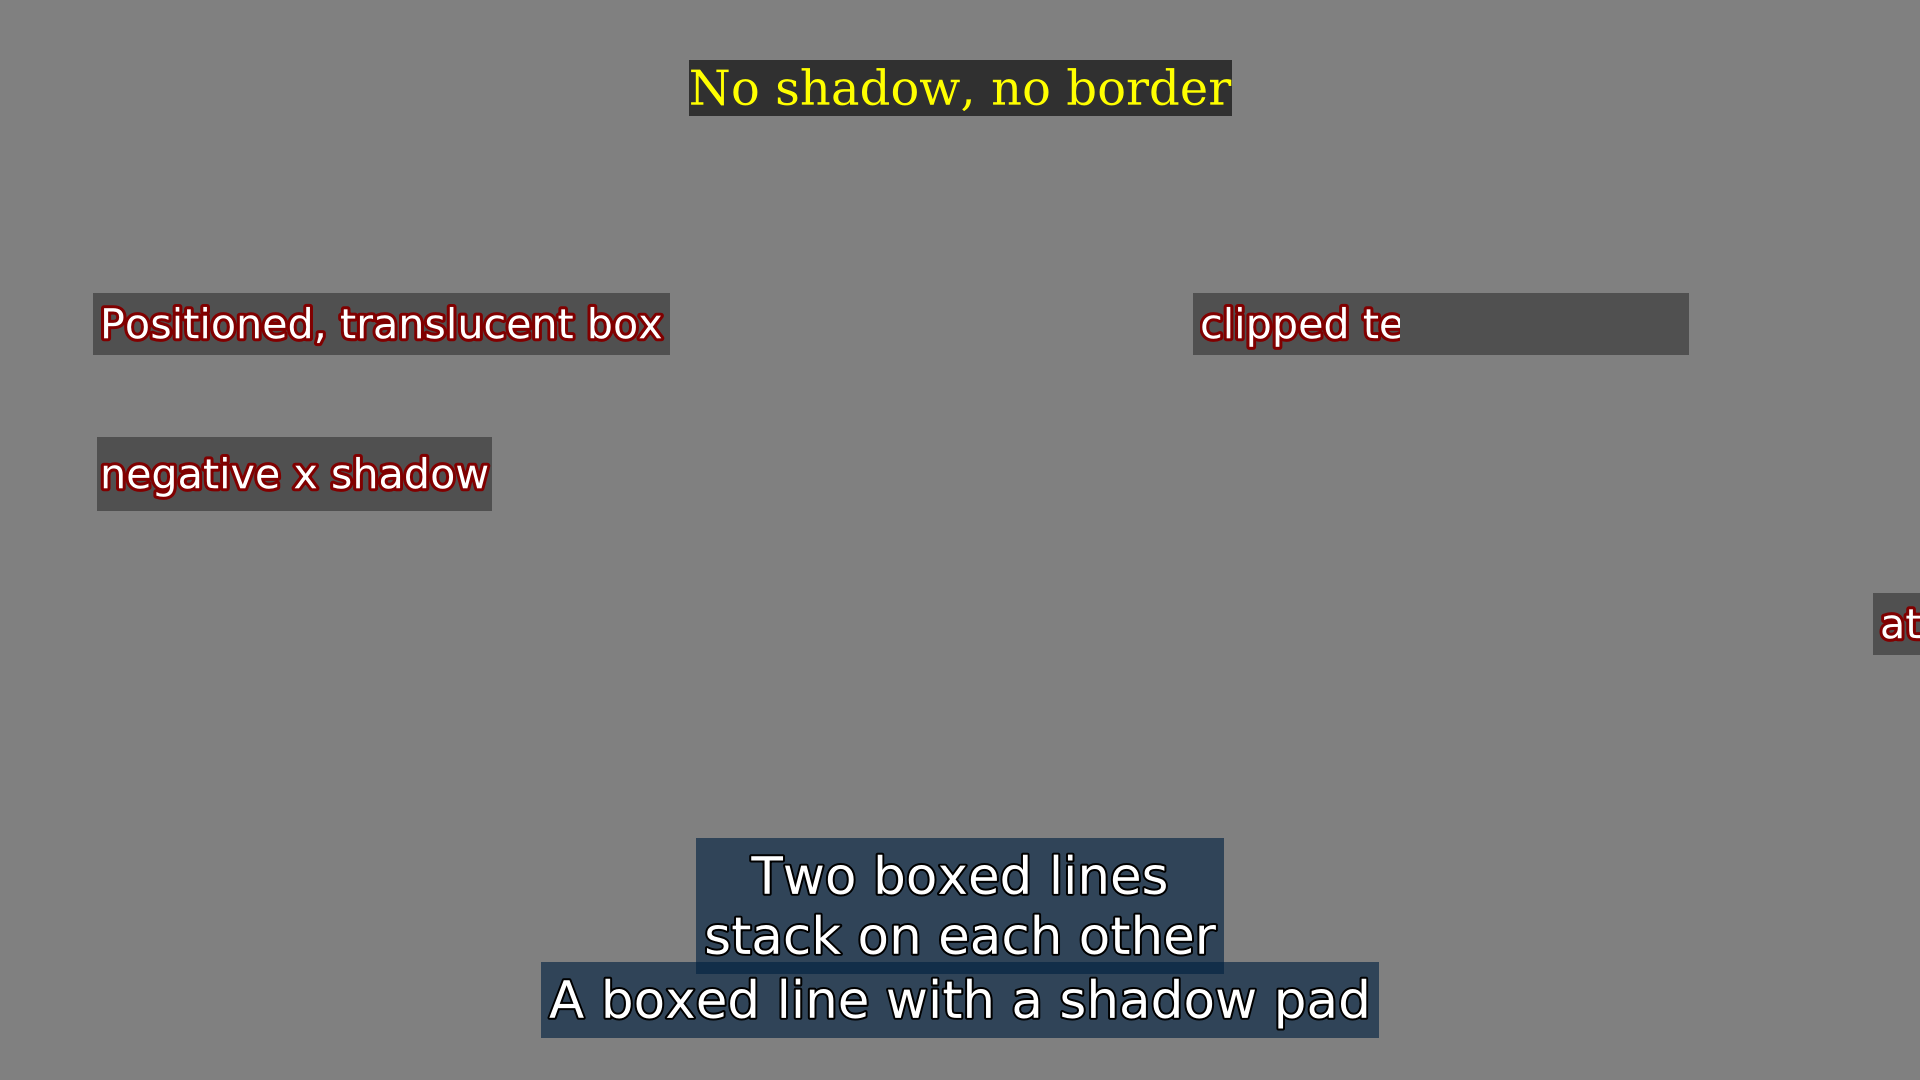 No shadow, no border
Positioned, translucent box
clipped te
negative x shadow
at
Two boxed lines
stack on each other
A boxed line with a shadow pad